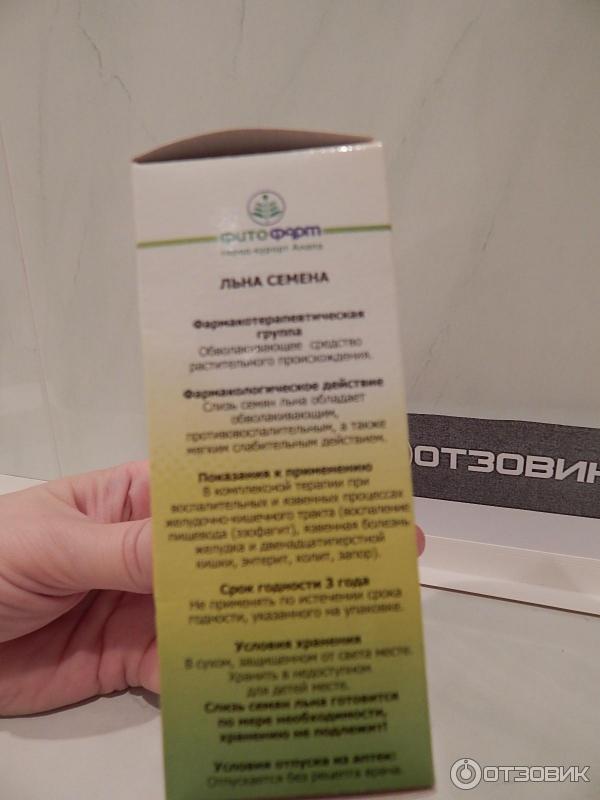 фитофарм
город-курорт Анапа
ЛЬНА СЕМЕНА
Фармакотерапевтическая
группа
Обволакивающее средство
растительного происхождения.
Фармакологическое действие
Слизь семян льна обладает
обволакивающим,
противовоспалительным, а также
мягким слабительным действием.
Показания к применению
В комплексной терапии при
воспалительных и язвенных процессах
желудочно-кишечного тракта (воспаление
пищевода (эзофагит), язвенная болезнь
желудка и двенадцатиперстной
кишки, энтерит, колит, запор).
Срок годности 3 года
Не применять по истечении срока
годности, указанного на упаковке.
Условия хранения
В сухом, защищенном от света месте.
Хранить в недоступном
для детей месте.
Слизь семян льна готовится
по мере необходимости,
хранению не подлежит!
Условия отпуска из аптек:
Отпускается без рецепта врача.
ОТЗОВИК
ОТЗОВИК